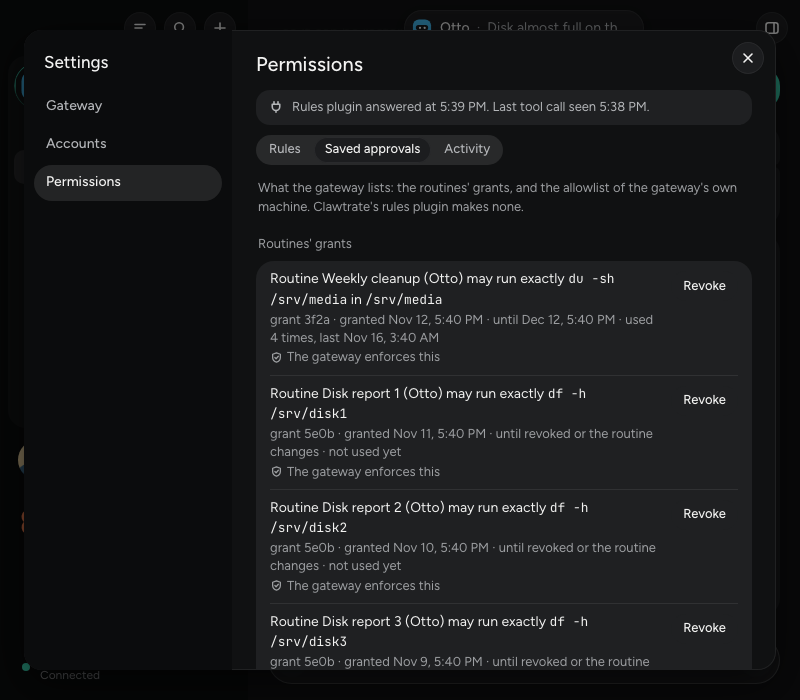 Otto · Disk almost full on th
Settings
Gateway
Accounts
Permissions
Permissions
Rules plugin answered at 5:39 PM. Last tool call seen 5:38 PM.
Rules Saved approvals Activity
What the gateway lists: the routines' grants, and the allowlist of the gateway's own
machine. Clawtrate's rules plugin makes none.
Routines' grants
Routine Weekly cleanup (Otto) may run exactly du -sh
/srv/media in /srv/media
Revoke
grant 3f2a · granted Nov 12, 5:40 PM · until Dec 12, 5:40 PM · used
4 times, last Nov 16, 3:40 AM
The gateway enforces this
Routine Disk report 1 (Otto) may run exactly df -h
/srv/disk1
Revoke
grant 5e0b · granted Nov 11, 5:40 PM · until revoked or the routine
changes · not used yet
The gateway enforces this
Routine Disk report 2 (Otto) may run exactly df -h
/srv/disk2
Revoke
grant 5e0b · granted Nov 10, 5:40 PM · until revoked or the routine
changes · not used yet
The gateway enforces this
Routine Disk report 3 (Otto) may run exactly df -h
/srv/disk3
Revoke
grant 5e0b · granted Nov 9, 5:40 PM · until revoked or the routine
Connected